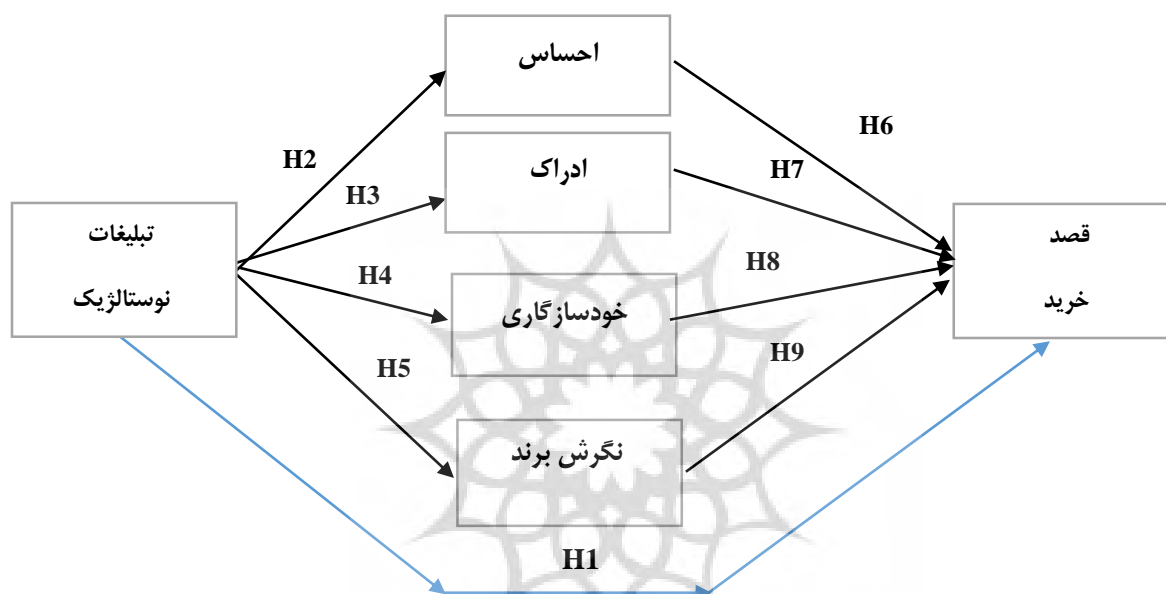 احساس
H6
ادراک
H2
H7
H3
تبلیغات
نوستالژیک
قصد
خرید
H4
خودسازگاری
H8
H5
H9
نگرش برند
H1